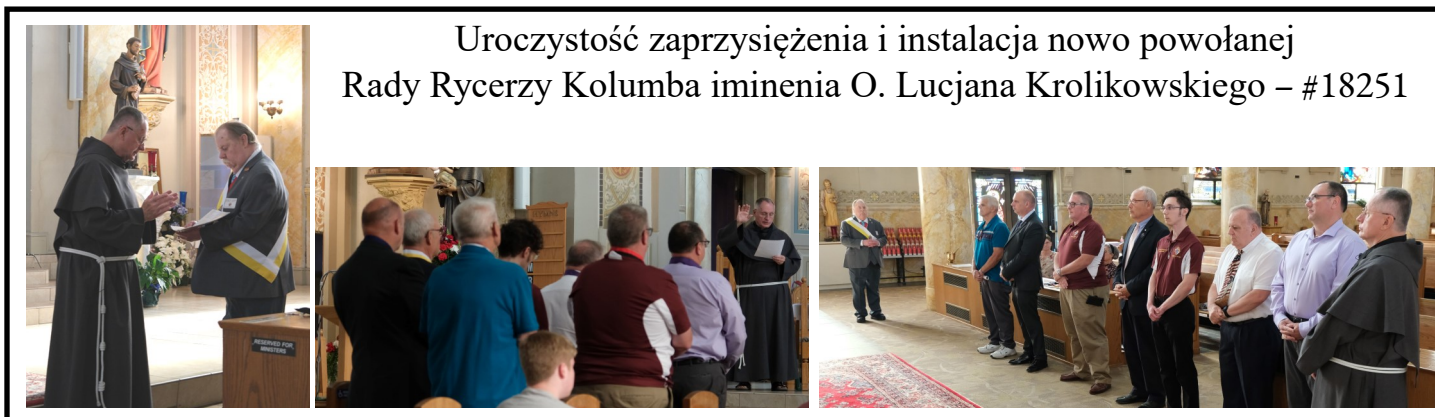 Uroczystość zaprzysiężenia i instalacja nowo powołanej
Rady Rycerzy Kolumba iminenia O. Lucjana Krolikowskiego – #18251
RESERVED FOR
MINISTERS